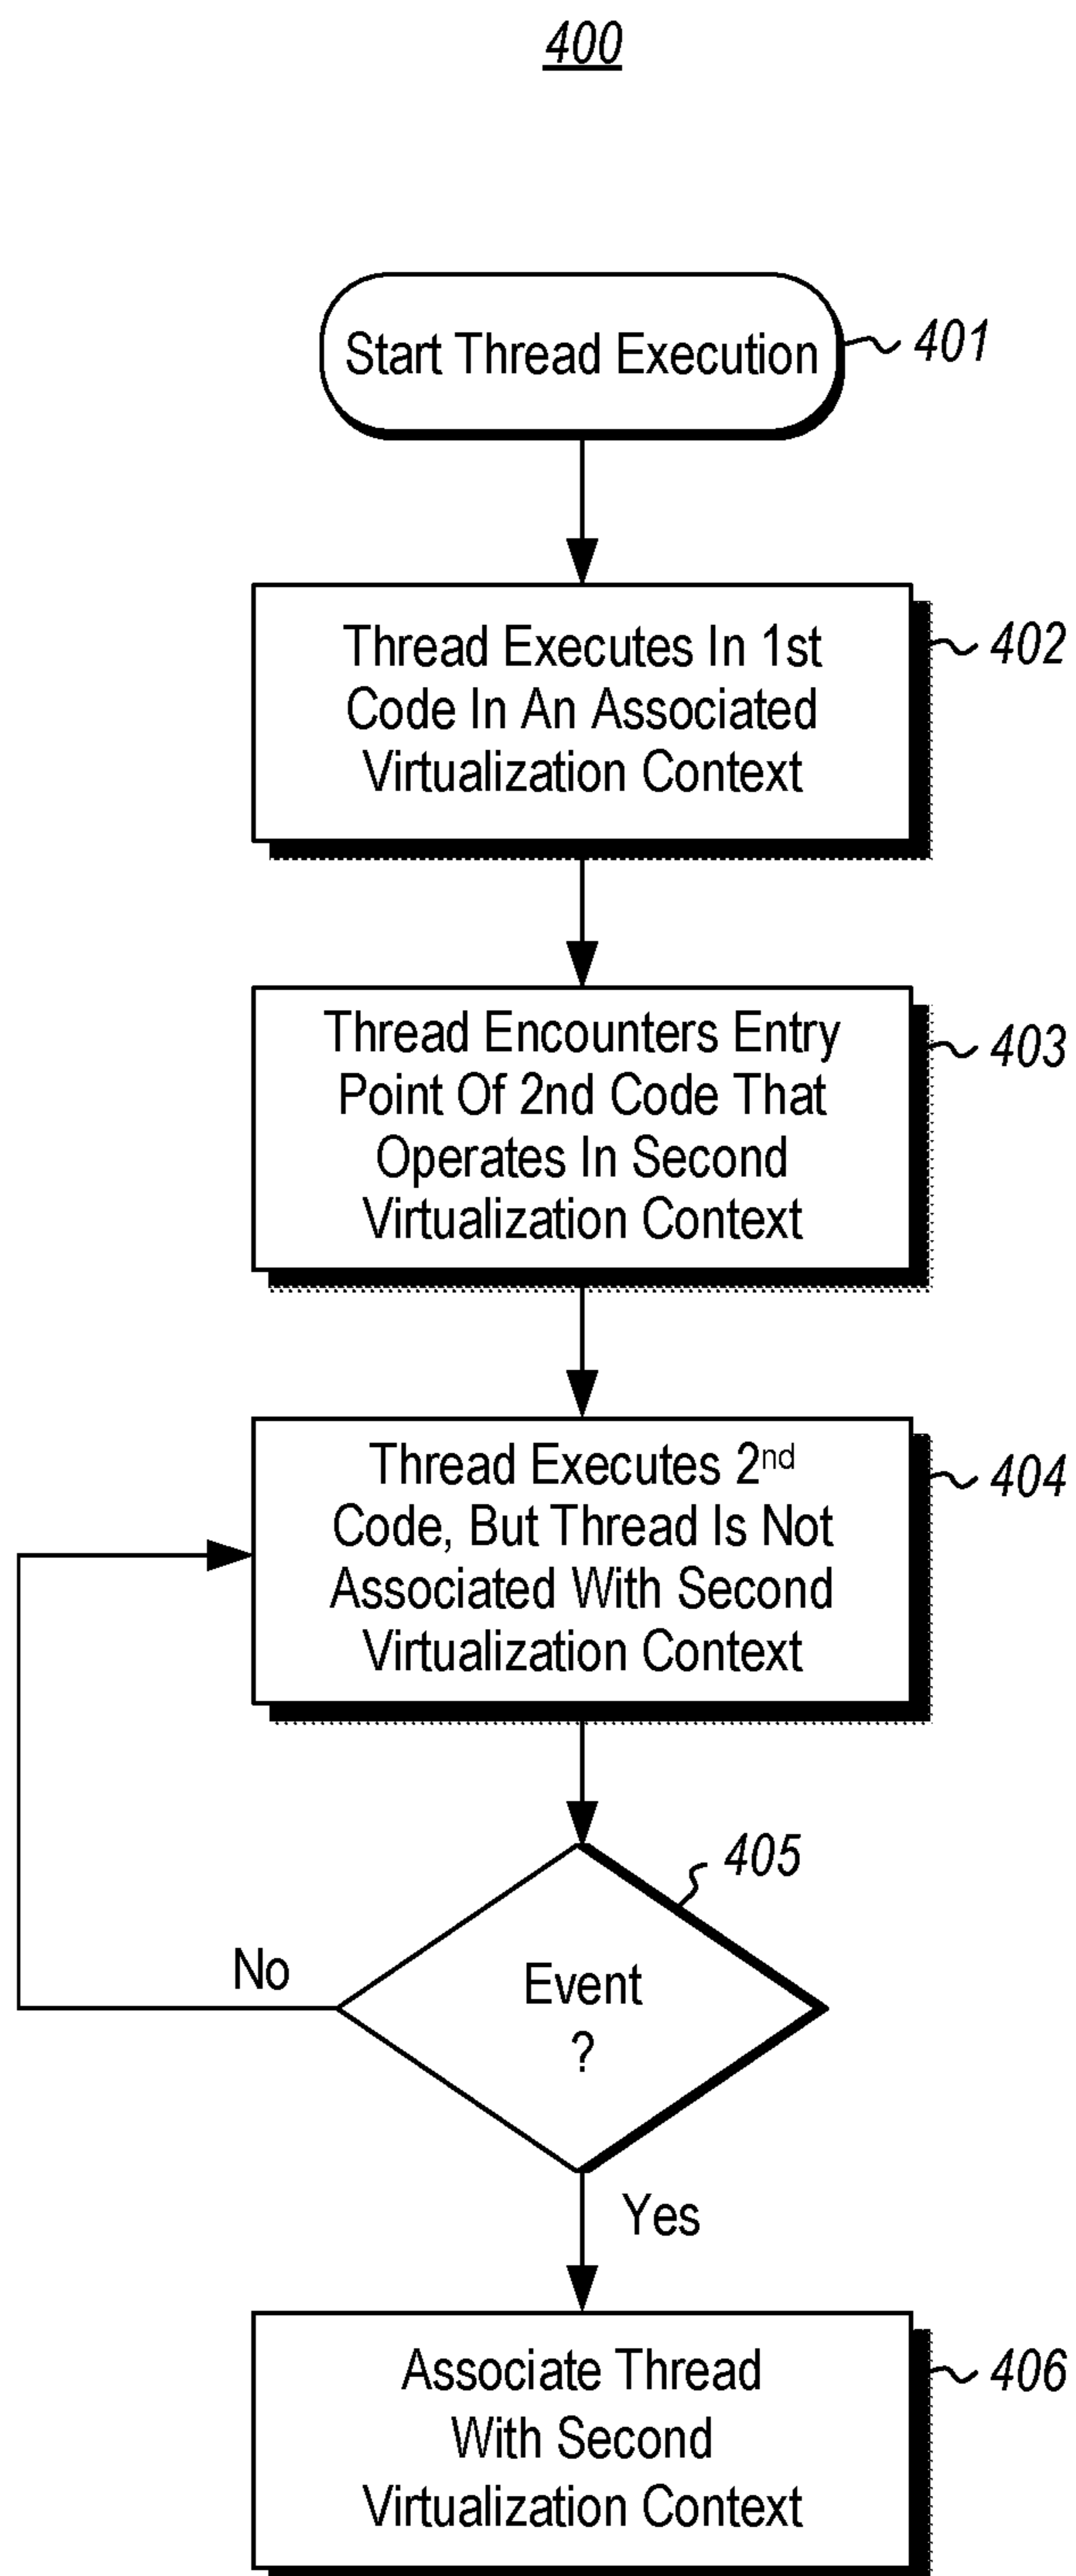 400
Start Thread Execution
401
Thread Executes In 1st
Code In An Associated
Virtualization Context
402
Thread Encounters Entry
Point Of 2nd Code That
Operates In Second
Virtualization Context
403
Thread Executes 2nd
Code, But Thread Is Not
Associated With Second
Virtualization Context
404
405
Event
?
No
Yes
Associate Thread
With Second
Virtualization Context
406